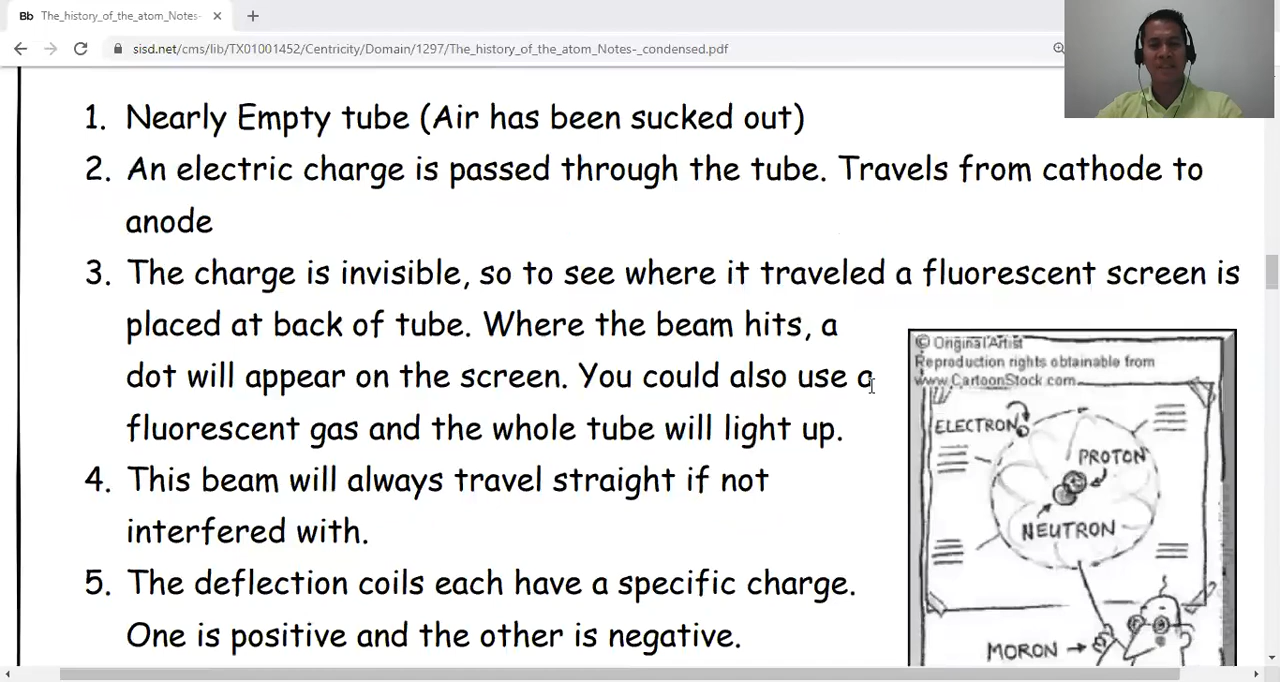 Bb The_history_of_the_atom_Notes-
sisd.net/cms/lib/TX01001452/Centricity/Domain/1297/The_history_of_the_atom_Notes-_condensed.pdf
1. Nearly Empty tube (Air has been sucked out)
2. An electric charge is passed through the tube. Travels from cathode to
anode
3. The charge is invisible, so to see where it traveled a fluorescent screen is
placed at back of tube. Where the beam hits, a
dot will appear on the screen. You could also use a
fluorescent gas and the whole tube will light up.
4. This beam will always travel straight if not
interfered with.
5. The deflection coils each have a specific charge.
One is positive and the other is negative.
© Original Artist
Reproduction rights obtainable from
www.CartoonStock.com
ELECTRON
PROTON
NEUTRON
MORON